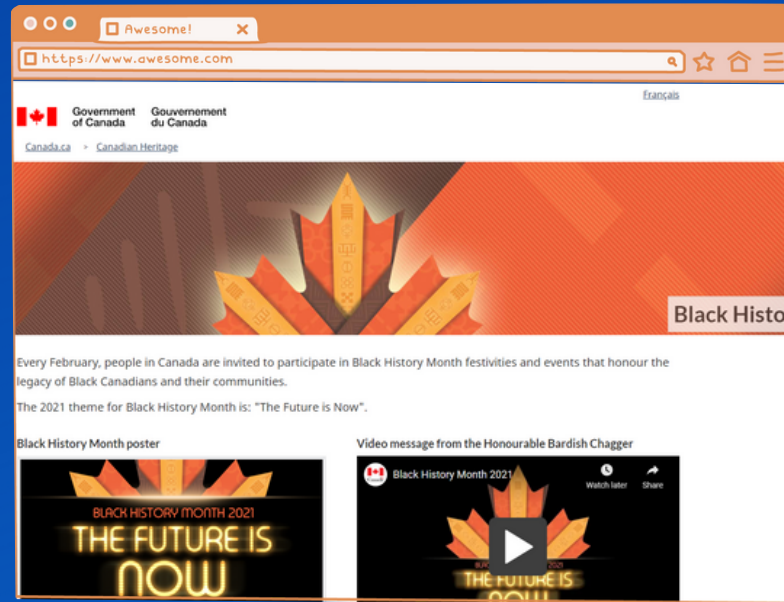 Awesome!
https://www.awesome.com
Français
Government Gouvernement
of Canada du Canada
Canada.ca > Canadian Heritage
Black Histo
Every February, people in Canada are invited to participate in Black History Month festivities and events that honour the
legacy of Black Canadians and their communities.
The 2021 theme for Black History Month is: "The Future is Now".
Black History Month poster
BLACK HISTORY MONTH 2021
THE FUTURE IS
NOW
Video message from the Honourable Bardish Chagger
Black History Month 2021
Watch later Share
2021
THE FUTURE IS
NOW